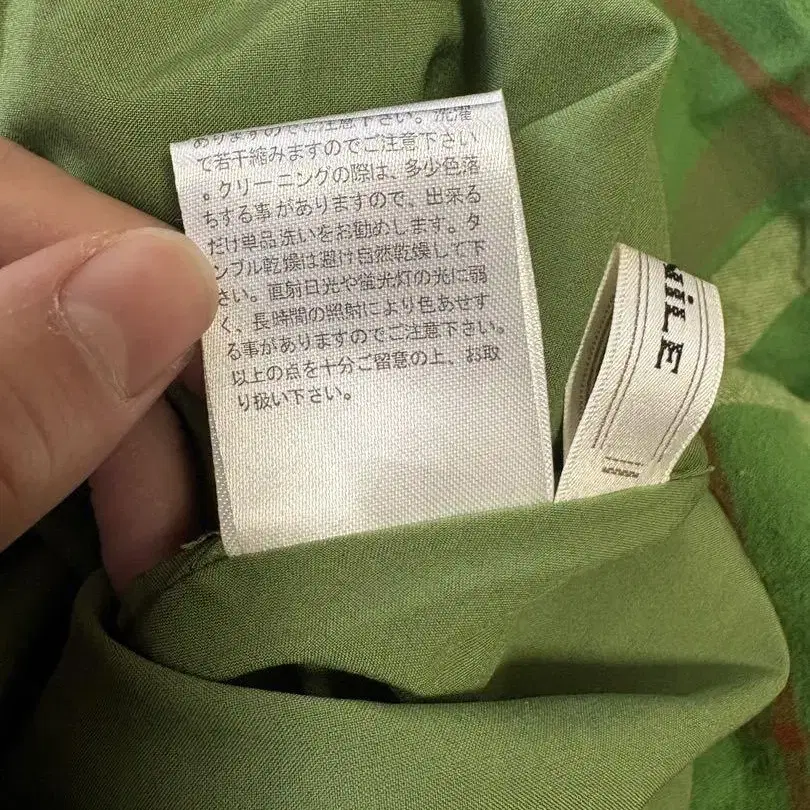 ありますのでご注意下さい。洗濯
て若干縮みますのでご注意下さい
。クリーニングの際は、多少色落
ちする事がありますので、出来る
だけ単品洗いをお勧めします。タ
ンブル乾燥は避け自然乾燥して下
さい。直射日光や蛍光灯の光に弱
く、長時間の照射により色あせす
る事がありますのでご注意下さい。
以上の点を十分ご留意の上、お取
り扱い下さい。
MiLE